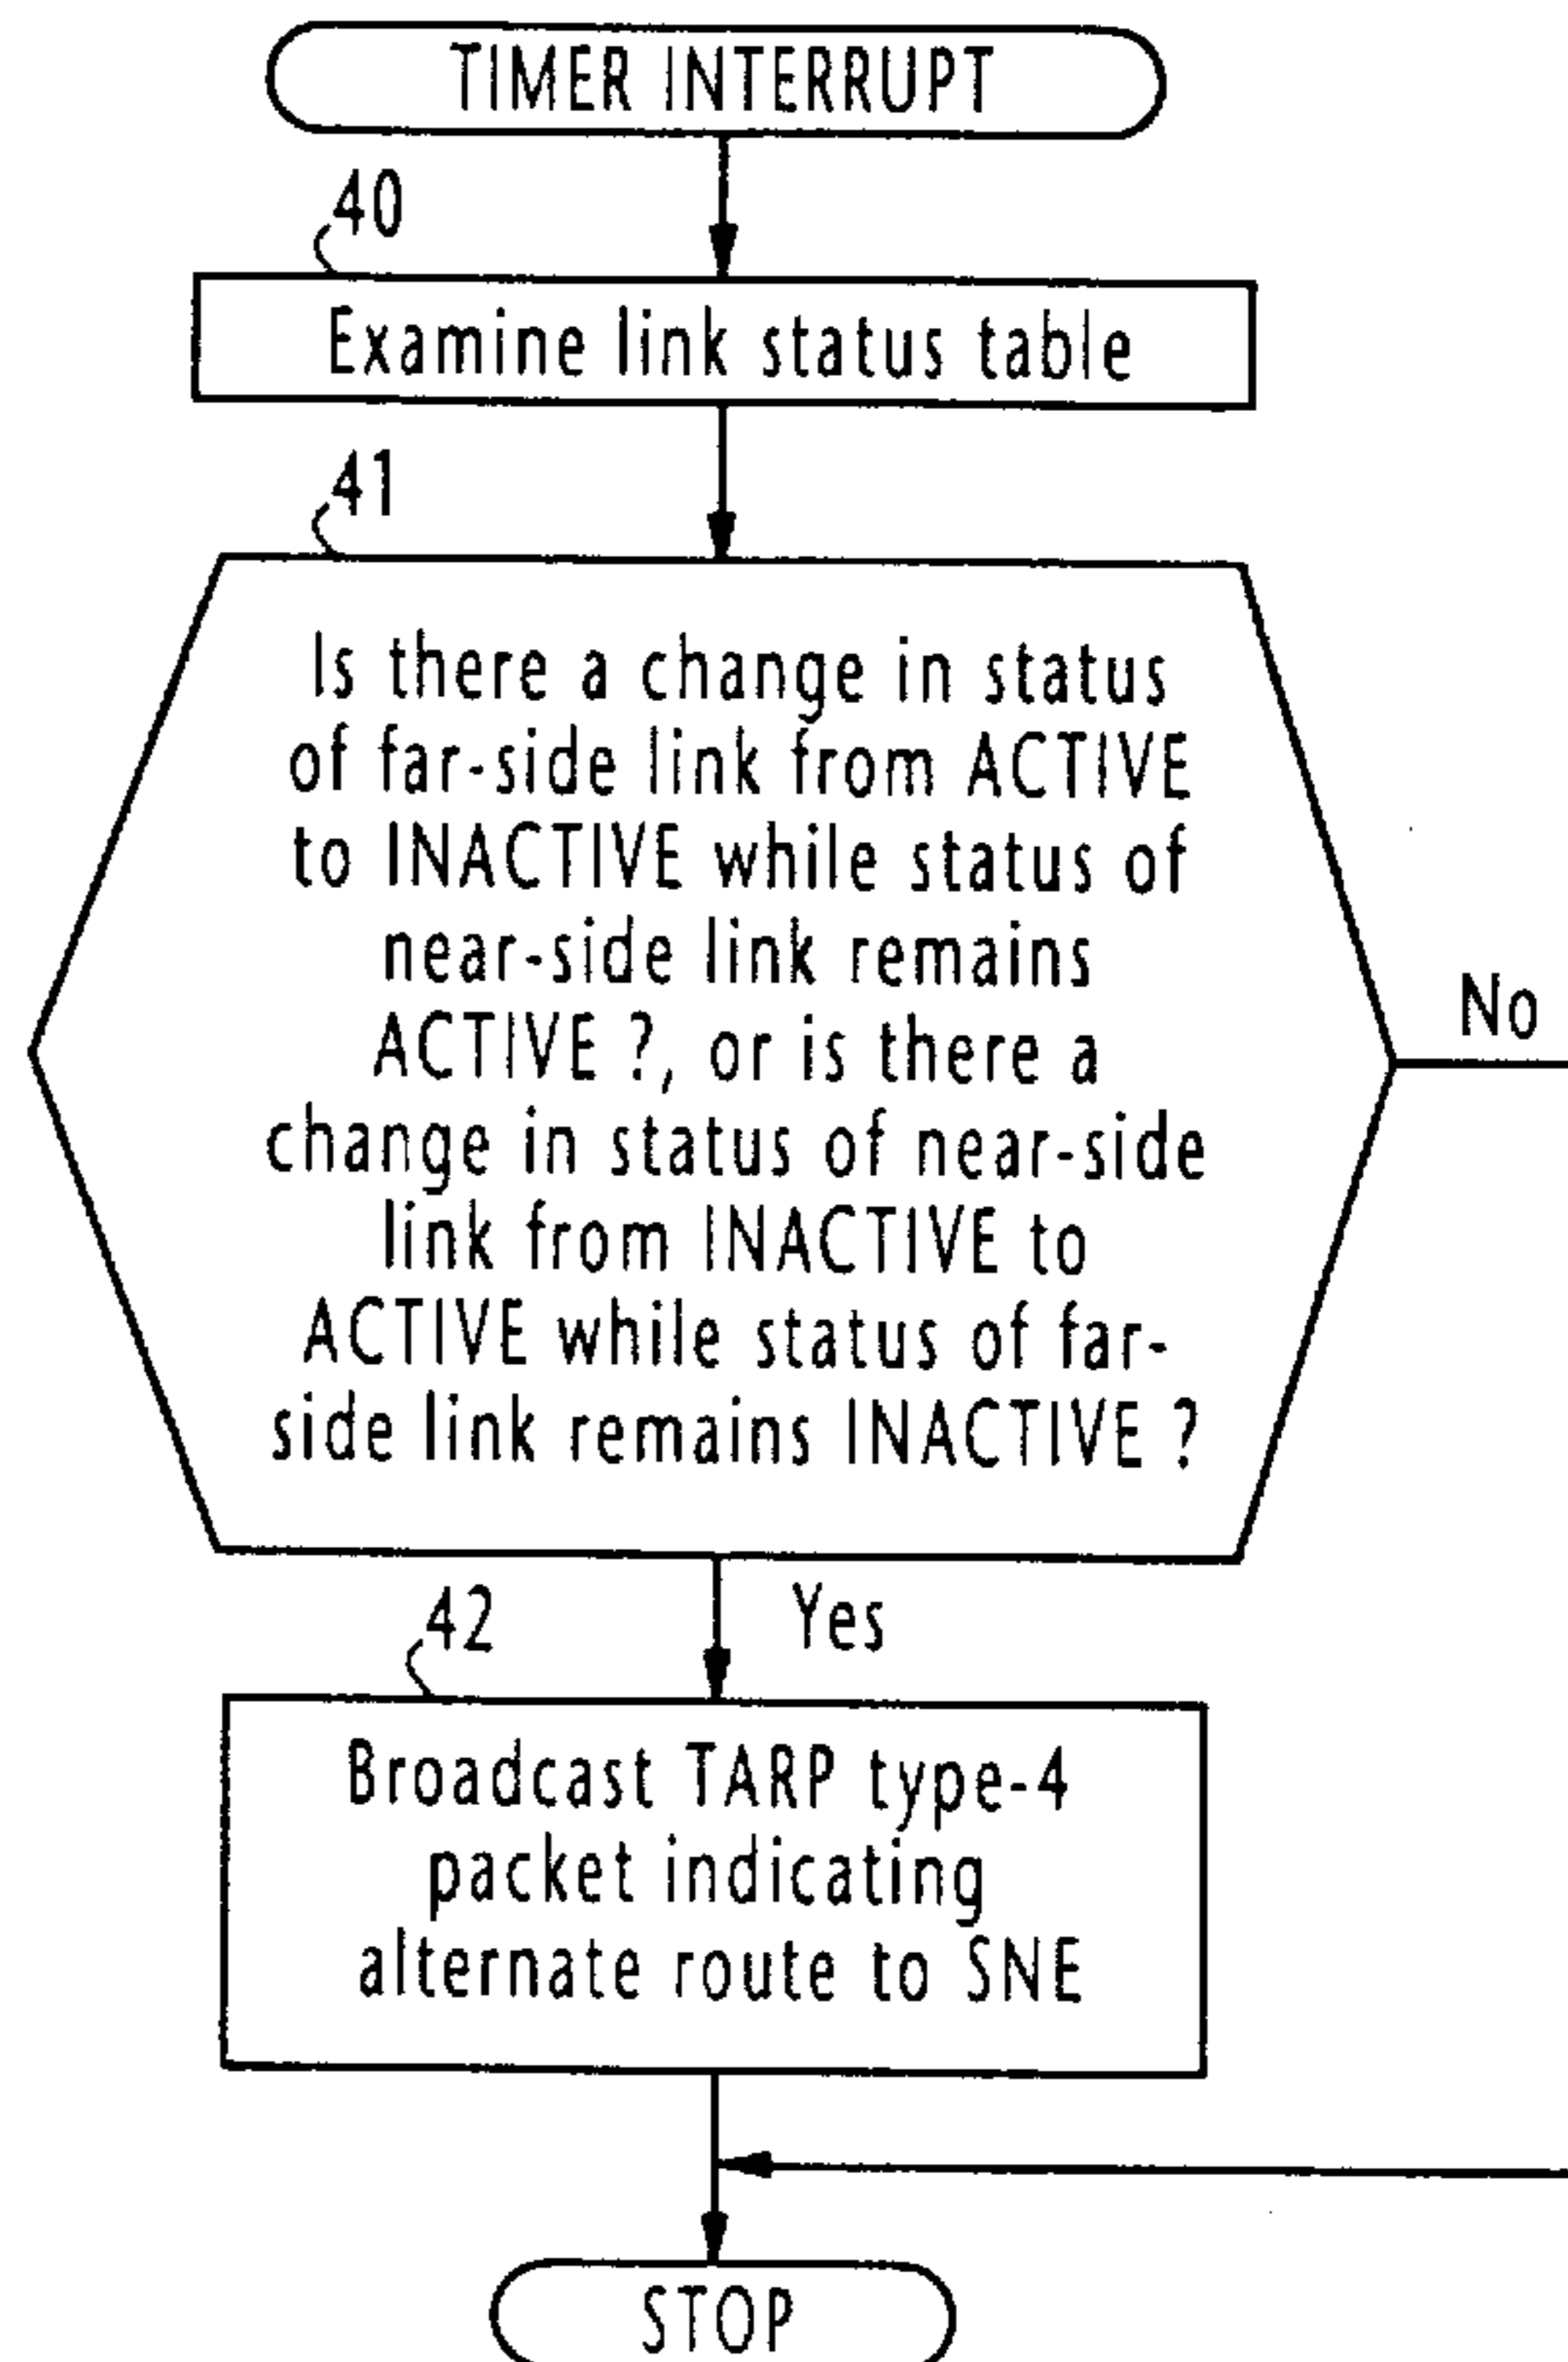 TIMER INTERRUPT
40
Examine link status table
41
Is there a change in status
of far-side link from ACTIVE
to INACTIVE while status of
near-side link remains
ACTIVE ?, or is there a
change in status of near-side
link from INACTIVE to
ACTIVE while status of far-
side link remains INACTIVE ?
No
42
Yes
Broadcast TARP type-4
packet indicating
alternate route to SNE
STOP